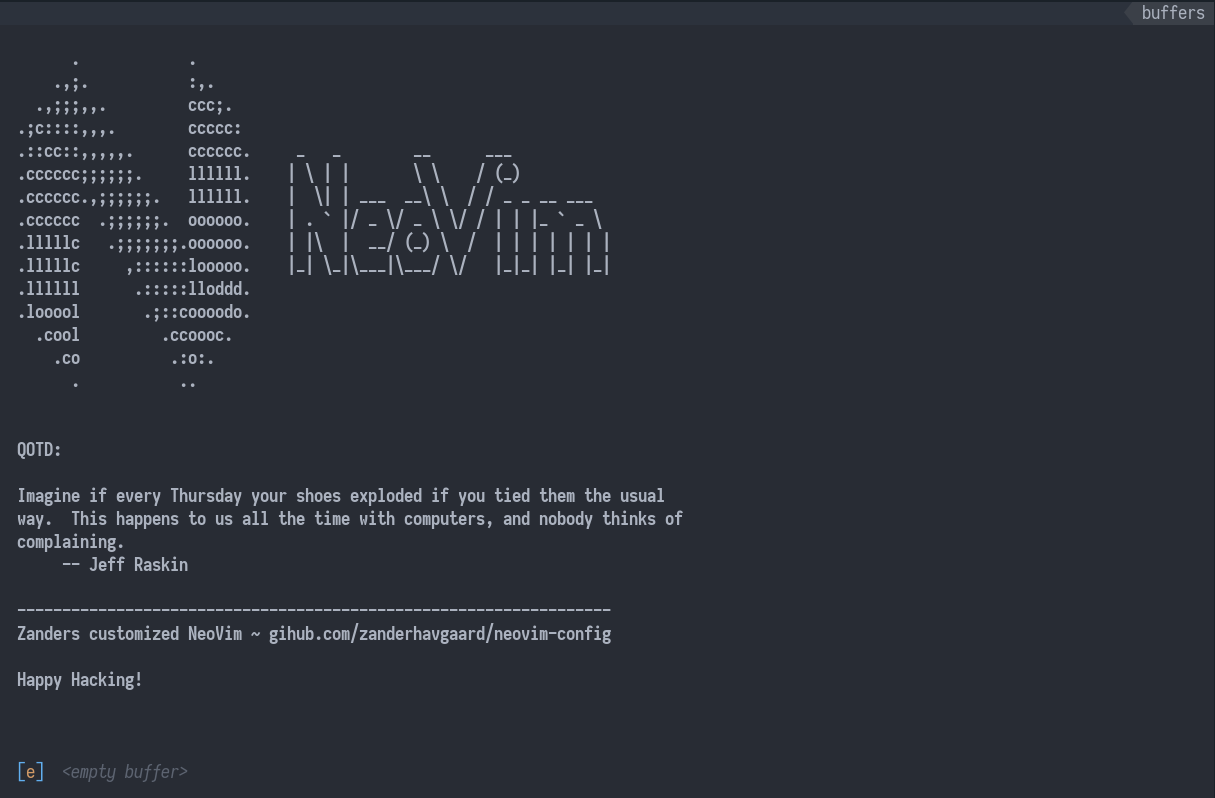 buffers
      .            .
    .,;.           :,.
  .,;;;,,.         ccc;.
.;c::::,,,.        ccccc:
.::cc::,,,,,.      cccccc.     _   _        __      ___
.cccccc;;;;;;.     llllll.    | \ | |       \ \    / (_)
.cccccc.,;;;;;;.   llllll.    |  \| | ___  __\ \  / / _ _ __ ___
.cccccc  .;;;;;;.  oooooo.    | . ` |/ _ \/ _ \ \/ / | | |_ ` _ \
.lllllc   .;;;;;;;.oooooo.    | |\  |  __/ (_) \  /  | | | | | | |
.lllllc     ,::::::looooo.    |_| \_|\___|\___/ \/   |_|_| |_| |_|
.llllll      .:::::lloddd.
.looool       .;::coooodo.
  .cool         .ccoooc.
    .co          .:o:.
      .           ..
QOTD:
Imagine if every Thursday your shoes exploded if you tied them the usual
way.  This happens to us all the time with computers, and nobody thinks of
complaining.
     -- Jeff Raskin
------------------------------------------------------------------
Zanders customized NeoVim ~ gihub.com/zanderhavgaard/neovim-config
Happy Hacking!
[e]  <empty buffer>